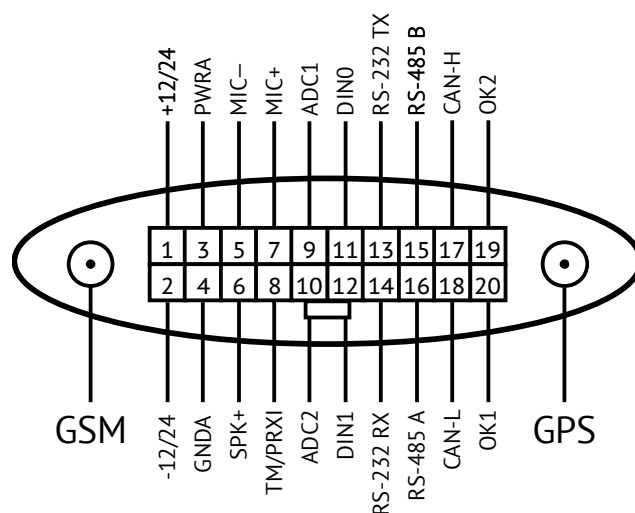 +12/24
PWRA
MIC−
MIC+
ADC1
DIN0
RS-232 TX
RS-485 B
CAN-H
OK2
1 3 5 7 9 11 13 15 17 19
2 4 6 8 10 12 14 16 18 20
GSM
GPS
-12/24
GNDA
SPK+
TM/PRXI
ADC2
DIN1
RS-232 RX
RS-485 A
CAN-L
OK1